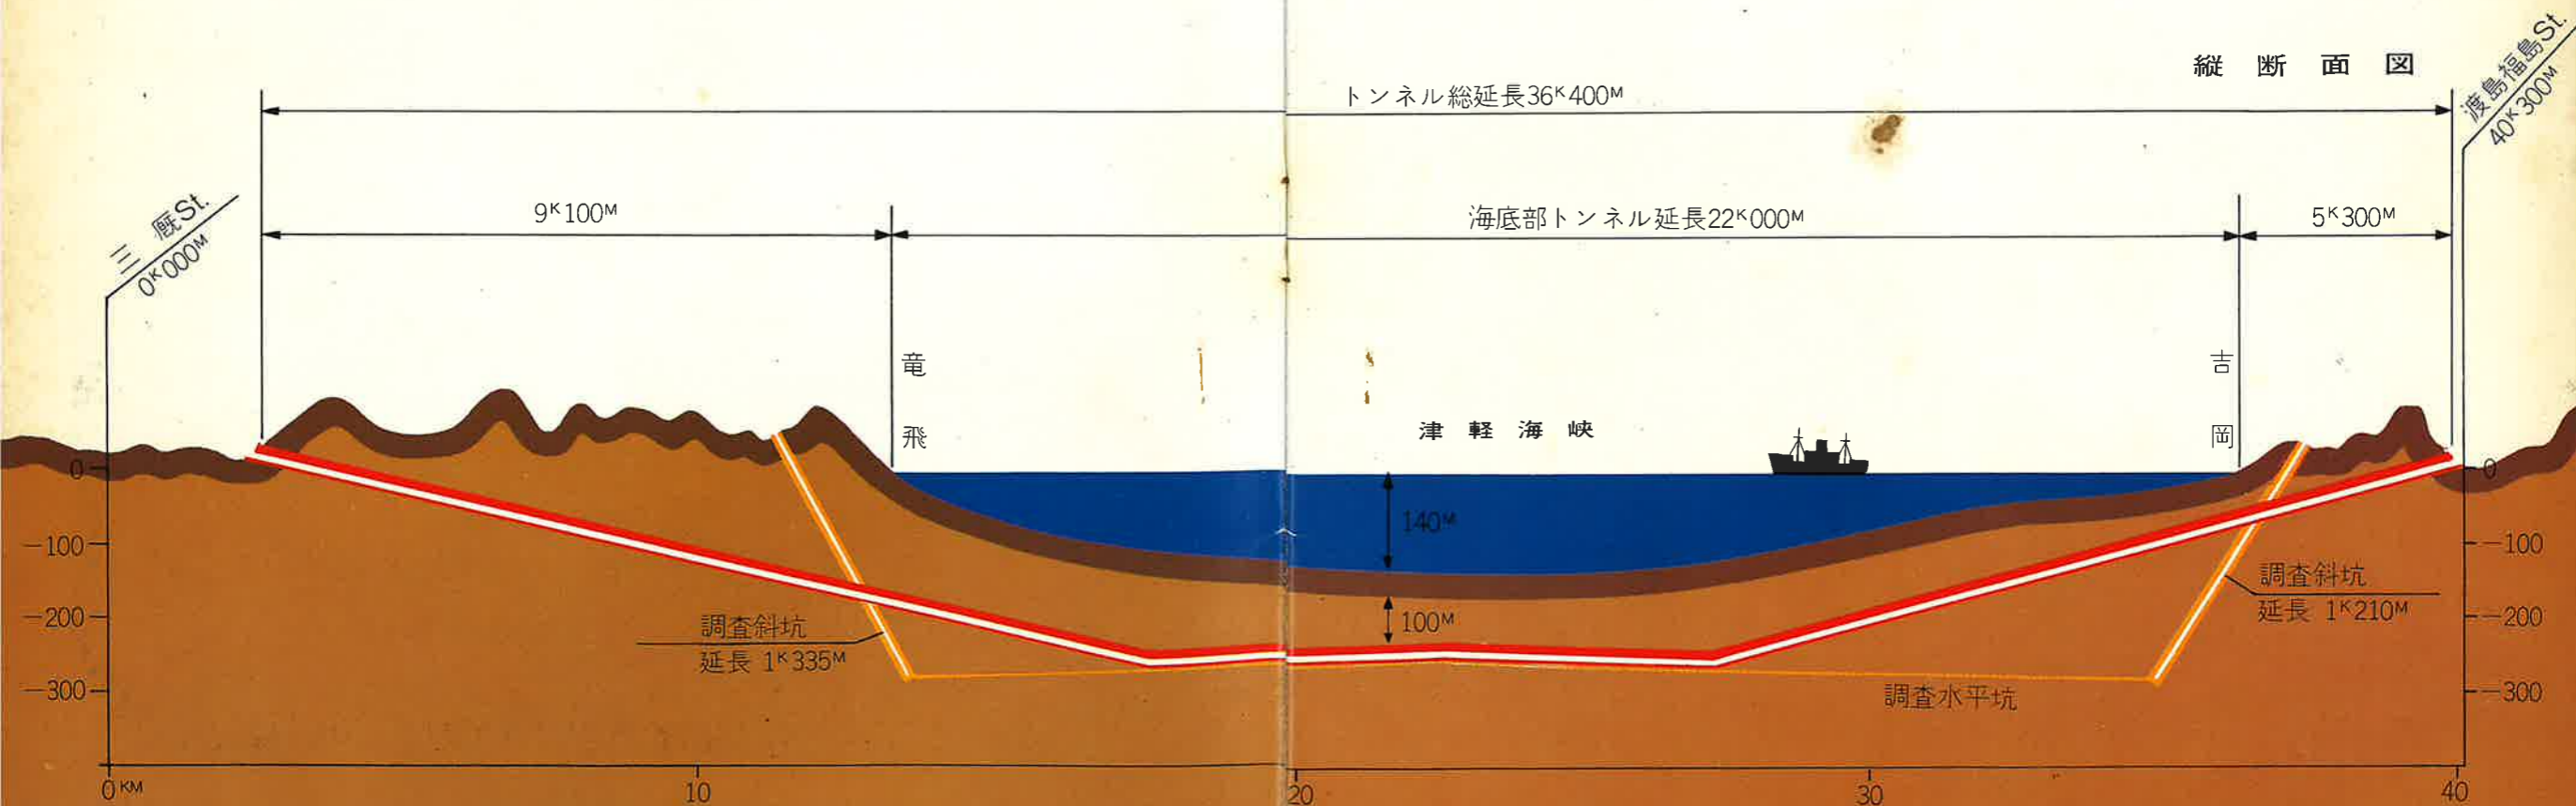 縦断面図
トンネル総延長36K400M
渡島福島St.
40K300M
三厩St.
0K000M
9K100M
海底部トンネル延長22K000M
5K300M
竜飛
吉岡
津軽海峡
0
0
140M
-100
-100
調査斜坑
延長 1K210M
100M
-200
-200
調査斜坑
延長 1K335M
-300
-300
調査水平坑
0KM
10
20
30
40